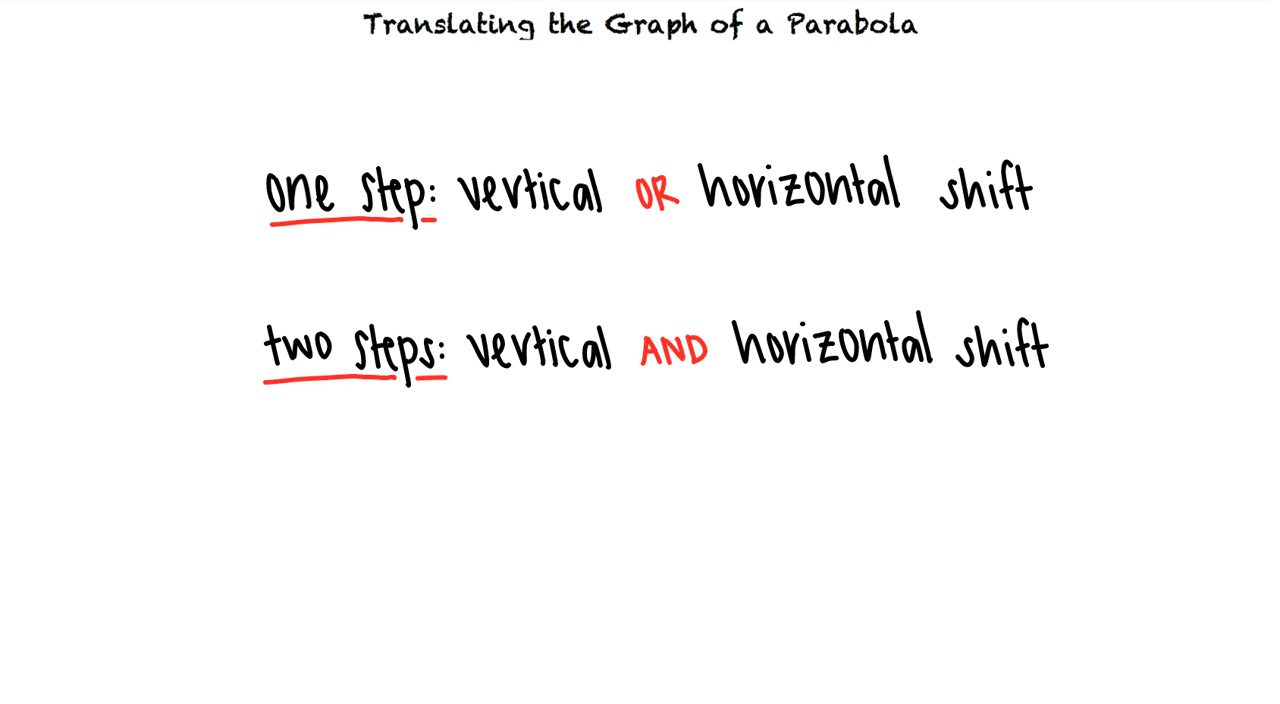 Translating the Graph of a Parabola
one step: vertical OR horizontal shift
two steps: vertical AND horizontal shift